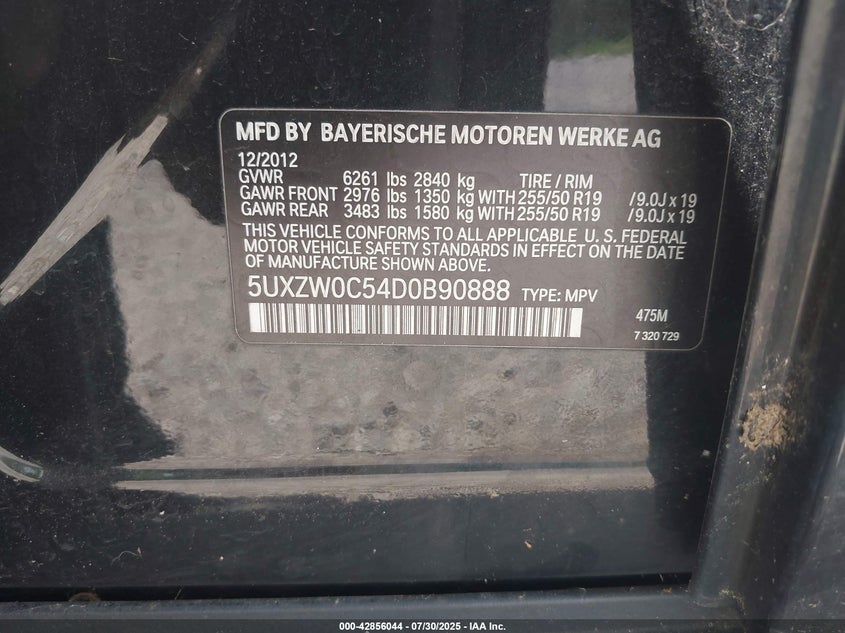 MFD BY BAYERISCHE MOTOREN WERKE AG
12/2012
GVWR 6261 lbs 2840 kg TIRE / RIM
GAWR FRONT 2976 lbs 1350 kg WITH 255/50 R19 /9.0J x 19
GAWR REAR 3483 lbs 1580 kg WITH 255/50 R19 /9.0J x 19
THIS VEHICLE CONFORMS TO ALL APPLICABLE U.S. FEDERAL
MOTOR VEHICLE SAFETY STANDARDS IN EFFECT ON THE DATE
OF MANUFACTURE SHOWN ABOVE.
5UXZW0C54D0B90888 TYPE: MPV
475M
7 320 729
000-42856044 - 07/30/2025 - IAA Inc.